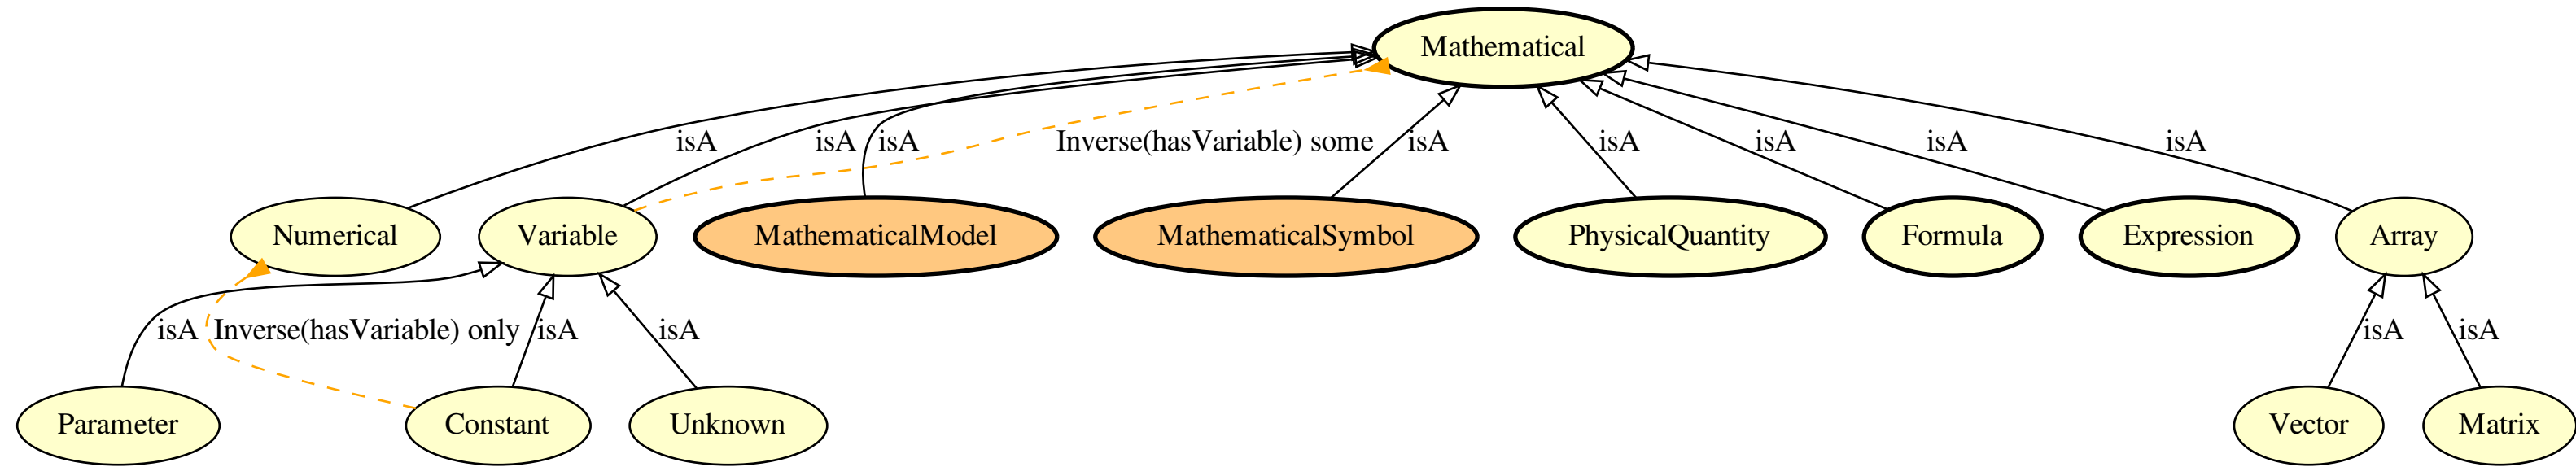 Mathematical
isA
isA
isA
Inverse(hasVariable) some
isA
isA
isA
isA
isA
Numerical
Variable
MathematicalModel
MathematicalSymbol
PhysicalQuantity
Formula
Expression
Array
isA
Inverse(hasVariable) only
isA
isA
isA
isA
Parameter
Constant
Unknown
Vector
Matrix